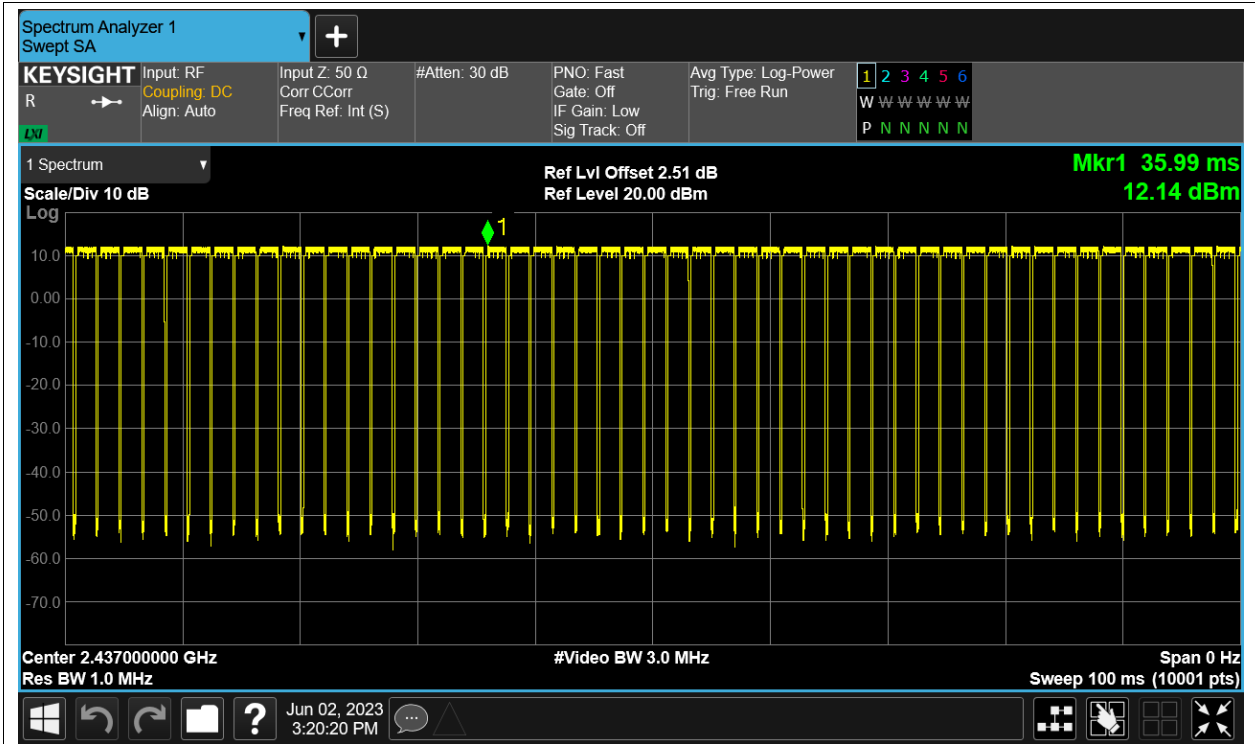 Spectrum Analyzer 1
Swept SA
KEYSIGHT
R
LXI
Input: RF
Coupling: DC
Align: Auto
Input Z: 50 Ω
Corr CCorr
Freq Ref: Int (S)
#Atten: 30 dB
PNO: Fast
Gate: Off
IF Gain: Low
Sig Track: Off
Avg Type: Log-Power
Trig: Free Run
1 2 3 4 5 6
W W W W W W
P N N N N N
1 Spectrum
Scale/Div 10 dB
Log
Ref Lvl Offset 2.51 dB
Ref Level 20.00 dBm
Mkr1 35.99 ms
12.14 dBm
1
10.0
0.00
-10.0
-20.0
-30.0
-40.0
-50.0
-60.0
-70.0
Center 2.437000000 GHz
Res BW 1.0 MHz
#Video BW 3.0 MHz
Span 0 Hz
Sweep 100 ms (10001 pts)
?
Jun 02, 2023
3:20:20 PM